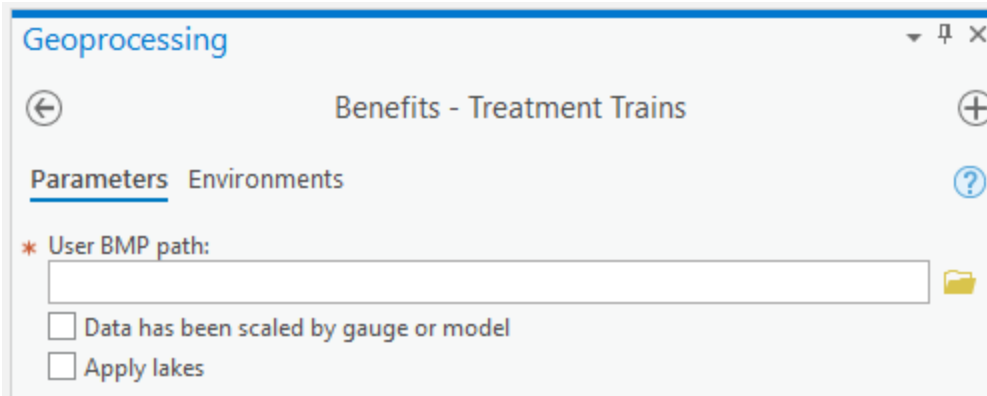 Geoprocessing
Benefits - Treatment Trains
Parameters Environments
* User BMP path:
Data has been scaled by gauge or model
Apply lakes